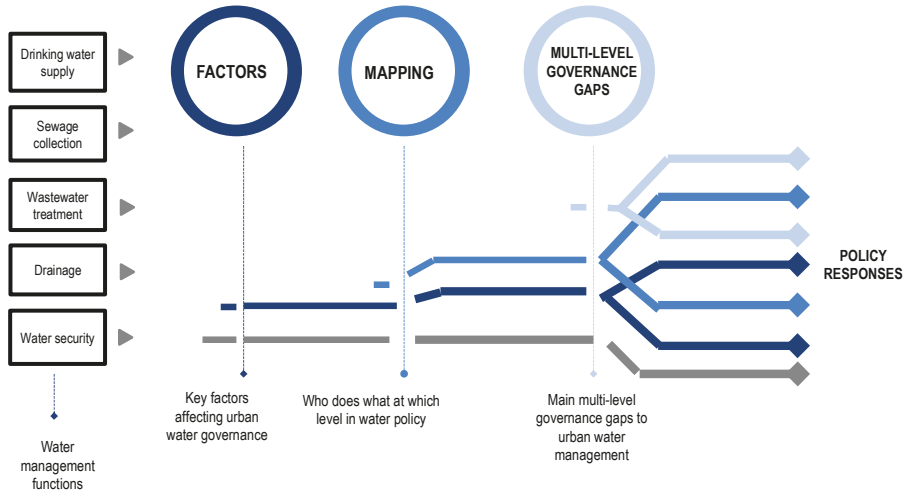 Drinking water
supply
Sewage
collection
Wastewater
treatment
Drainage
Water security
Water
management
functions
FACTORS
Key factors
affecting urban
water governance
MAPPING
Who does what at which
level in water policy
MULTI-LEVEL
GOVERNANCE
GAPS
Main multi-level
governance gaps to
urban water
management
POLICY
RESPONSES